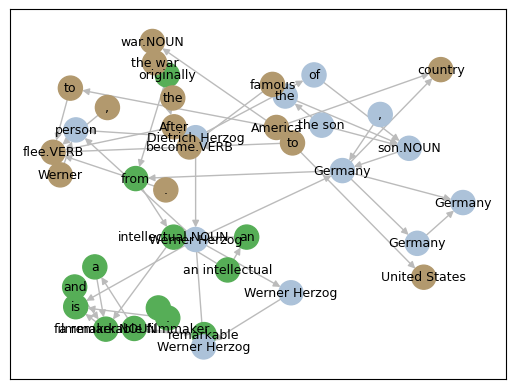 war.NOUN
the war
originally
to
the
,
famous
of
the
country
person
After
Dietrich Herzog
America
the son
,
become.VERB
to
son.NOUN
flee.VERB
Werner
from
.
Germany
Germany
intellectual.NOUN
Werner Herzog
an
Germany
an intellectual
United States
a
and
Werner Herzog
is
.
a remarkable filmmaker
remarkable
Werner Herzog